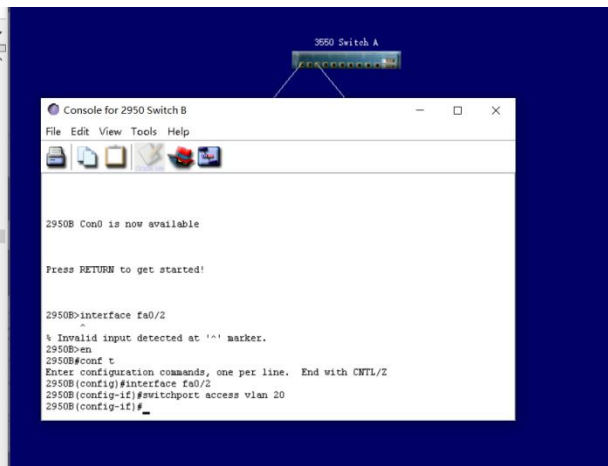 3550 Switch A
Console for 2950 Switch B
File Edit View Tools Help
2950B Con0 is now available
Press RETURN to get started!
2950B>interface fa0/2
^
% Invalid input detected at '^' marker.
2950B>en
2950B#conf t
Enter configuration commands, one per line.  End with CNTL/Z
2950B(config)#interface fa0/2
2950B(config-if)#switchport access vlan 20
2950B(config-if)#